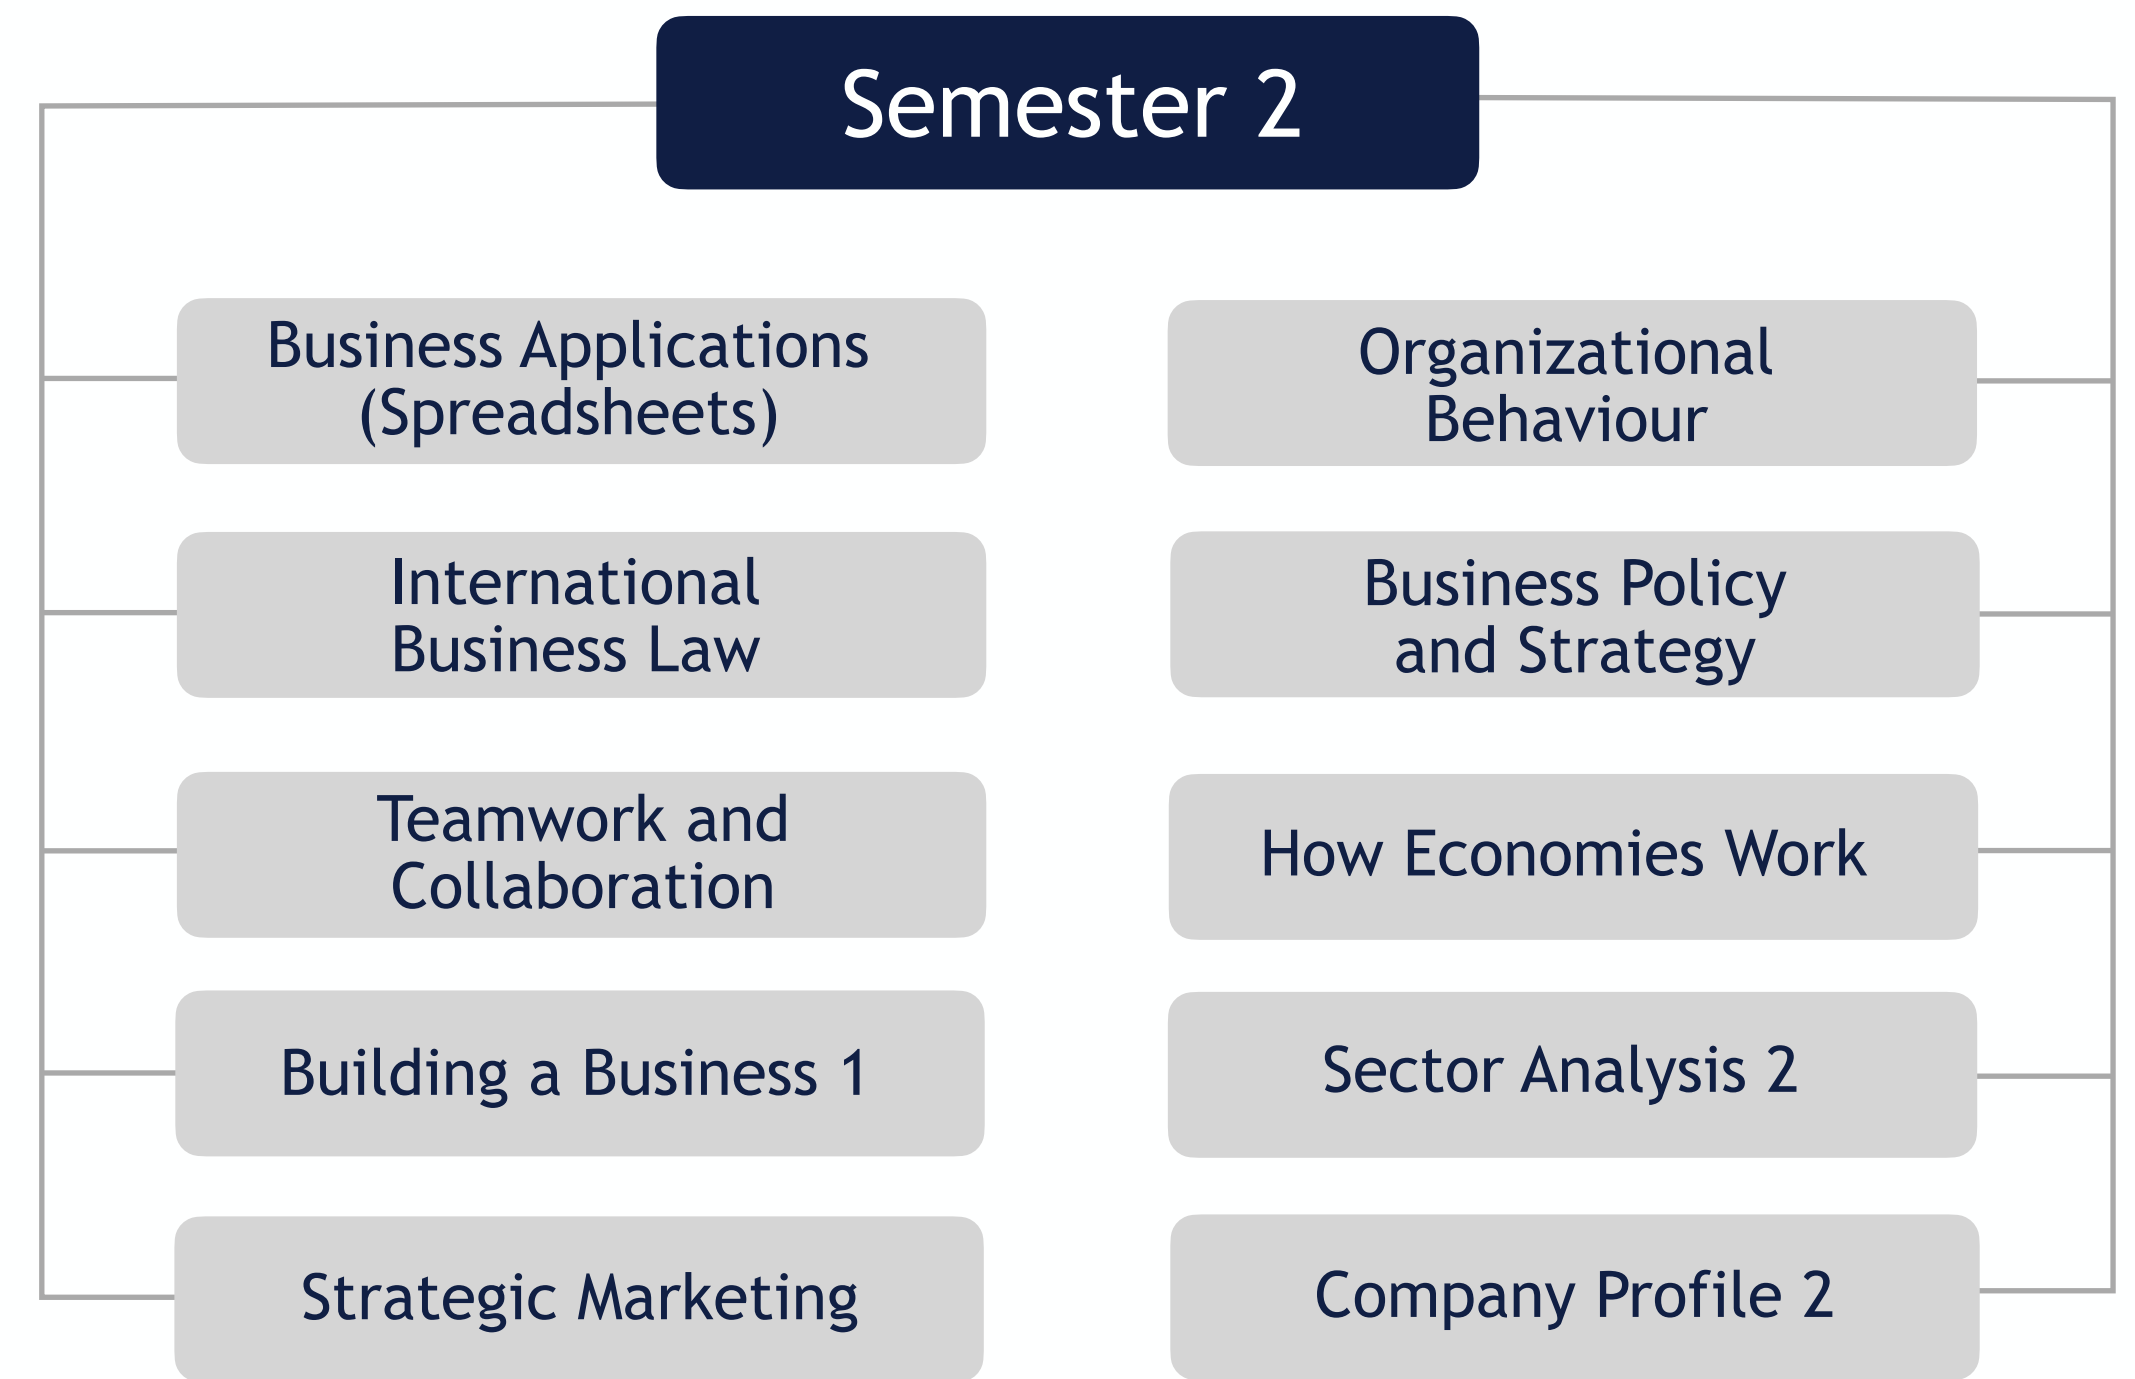 Semester 2
Business Applications
(Spreadsheets)
International
Business Law
Teamwork and
Collaboration
Building a Business 1
Strategic Marketing
Organizational
Behaviour
Business Policy
and Strategy
How Economies Work
Sector Analysis 2
Company Profile 2